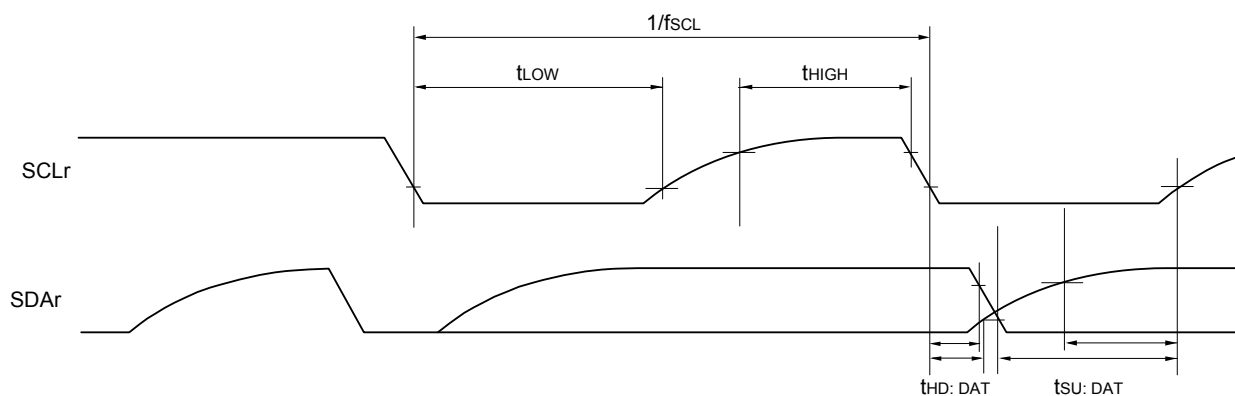 1/fSCL
tLOW
tHIGH
SCLr
SDAr
tHD: DAT
tSU: DAT